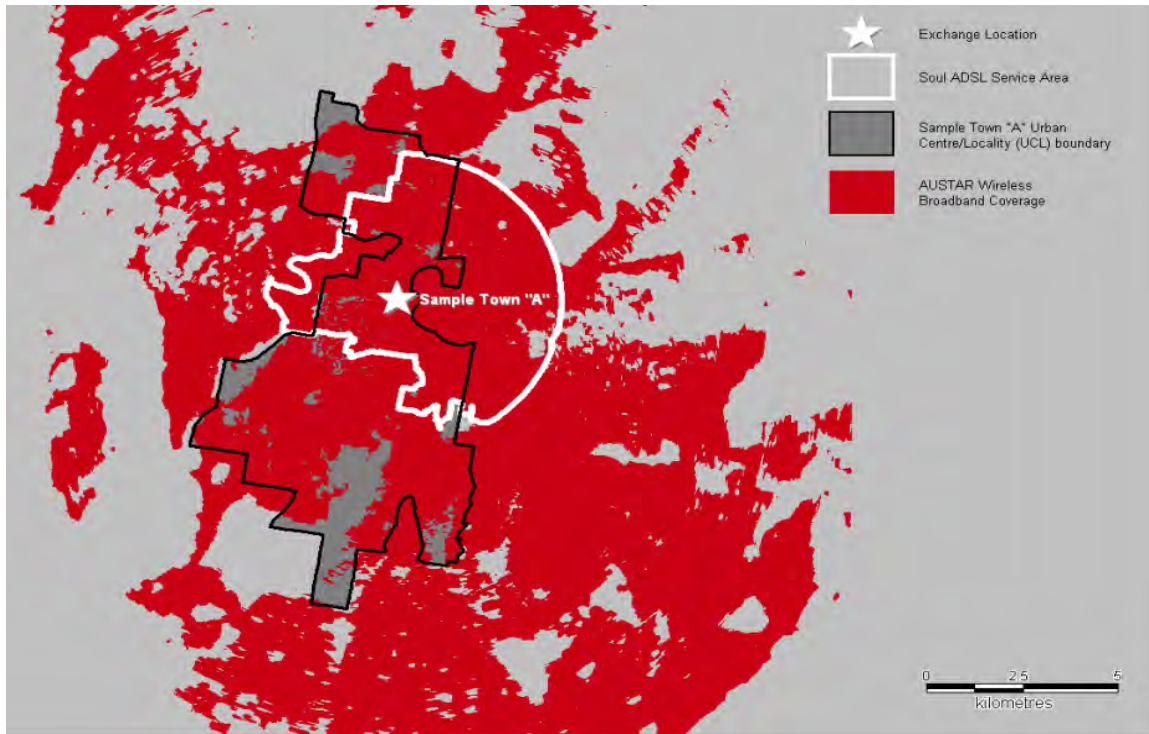 Exchange Location
Soul ADSL Service Area
Sample Town "A" Urban
Centre/Locality (UCL) boundary
AUSTAR Wireless
Broadband Coverage
Sample Town "A"
0 2.5 5
kilometres